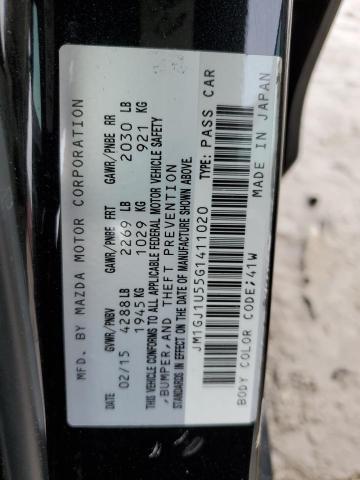 MFD. BY MAZDA MOTOR CORPORATION
GVWR/PNBV GAWR/PNBE FRT GAWR/PNBE RR
02/15 4288LB 2269 LB 2030 LB
1945KG 1029 KG 921 KG
THIS VEHICLE CONFORMS TO ALL APPLICABLE FEDERAL MOTOR VEHICLE SAFETY
,BUMPER,AND THEFT PREVENTION
STANDARDS IN EFFECT ON THE DATE OF MANUFACTURE SHOWN ABOVE.
JM1GJ1U55G1411020 PASS CAR
MADE IN JAPAN
BODY COLOR CODE;41W